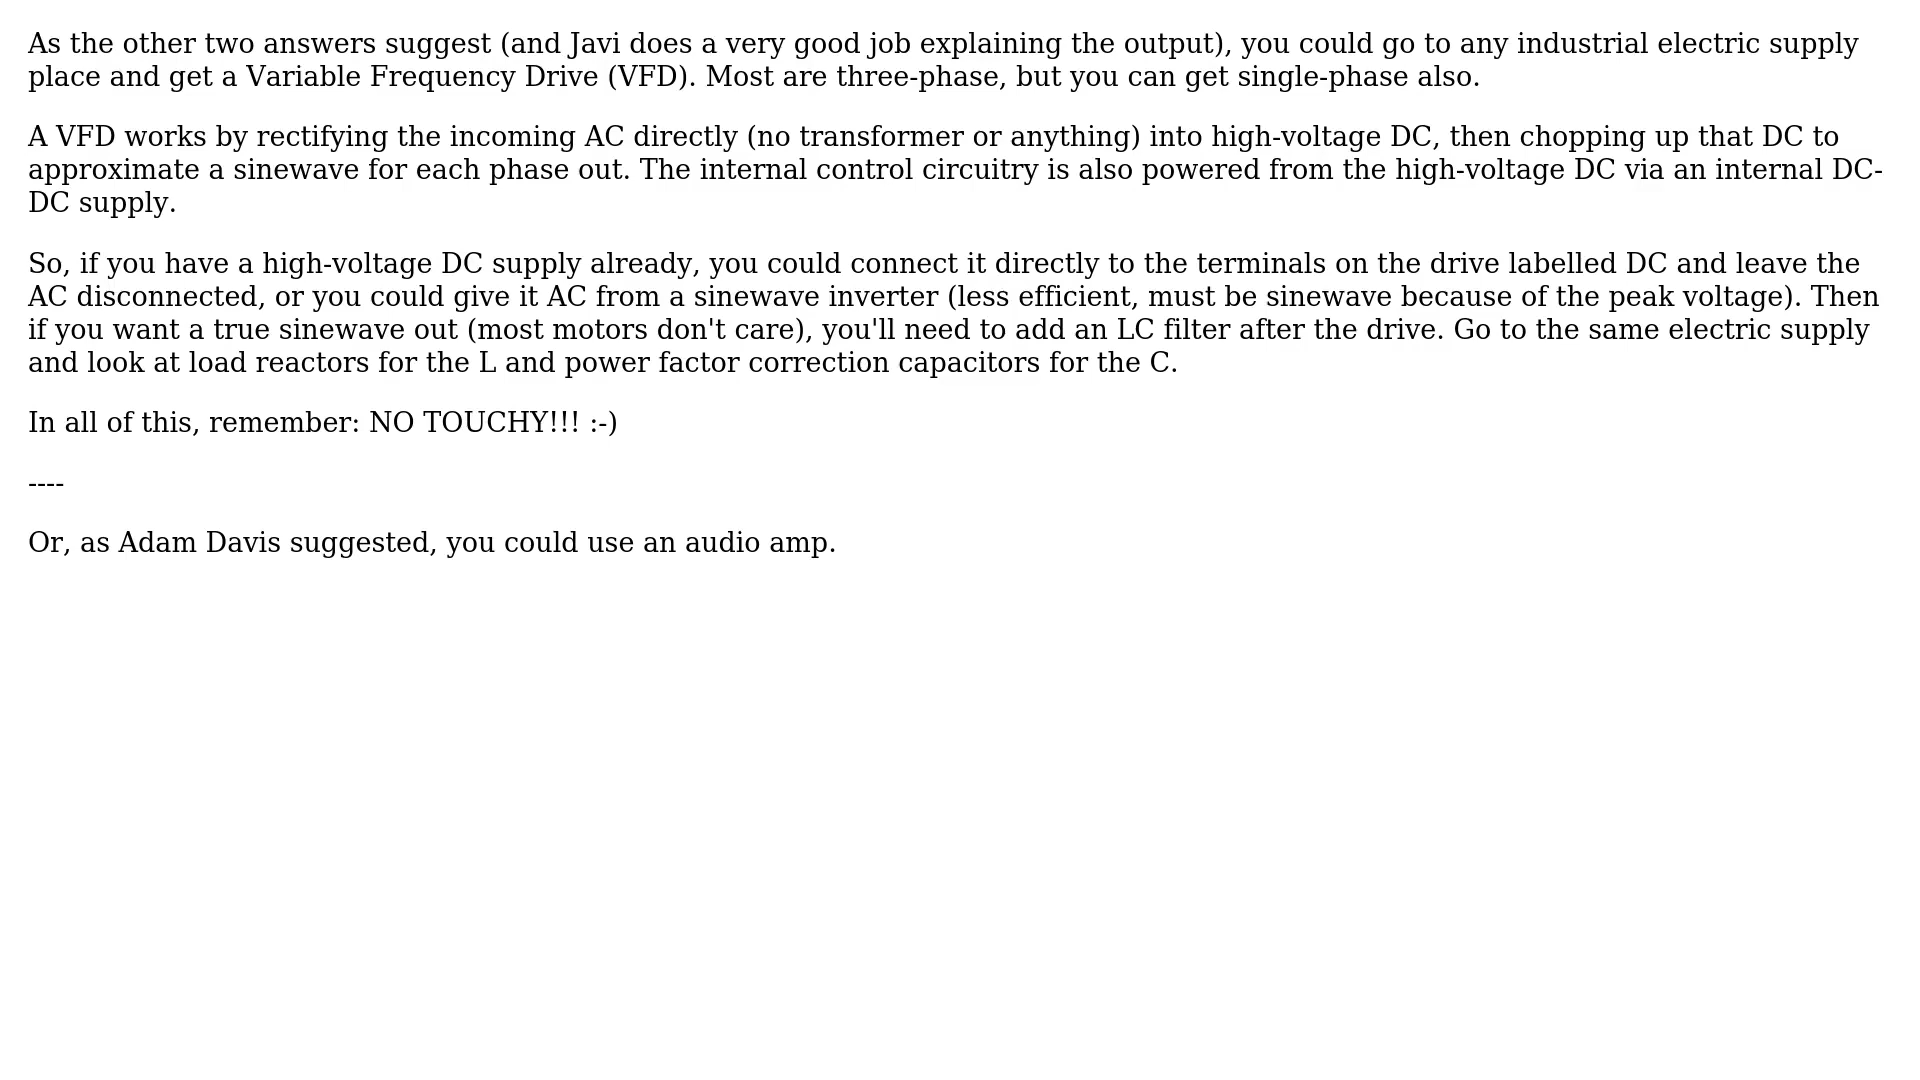 As the other two answers suggest (and Javi does a very good job explaining the output), you could go to any industrial electric supply
place and get a Variable Frequency Drive (VFD). Most are three-phase, but you can get single-phase also.
A VFD works by rectifying the incoming AC directly (no transformer or anything) into high-voltage DC, then chopping up that DC to
approximate a sinewave for each phase out. The internal control circuitry is also powered from the high-voltage DC via an internal DC-
DC supply.
So, if you have a high-voltage DC supply already, you could connect it directly to the terminals on the drive labelled DC and leave the
AC disconnected, or you could give it AC from a sinewave inverter (less efficient, must be sinewave because of the peak voltage). Then
if you want a true sinewave out (most motors don't care), you'll need to add an LC filter after the drive. Go to the same electric supply
and look at load reactors for the L and power factor correction capacitors for the C.
In all of this, remember: NO TOUCHY!!! :-)
----
Or, as Adam Davis suggested, you could use an audio amp.